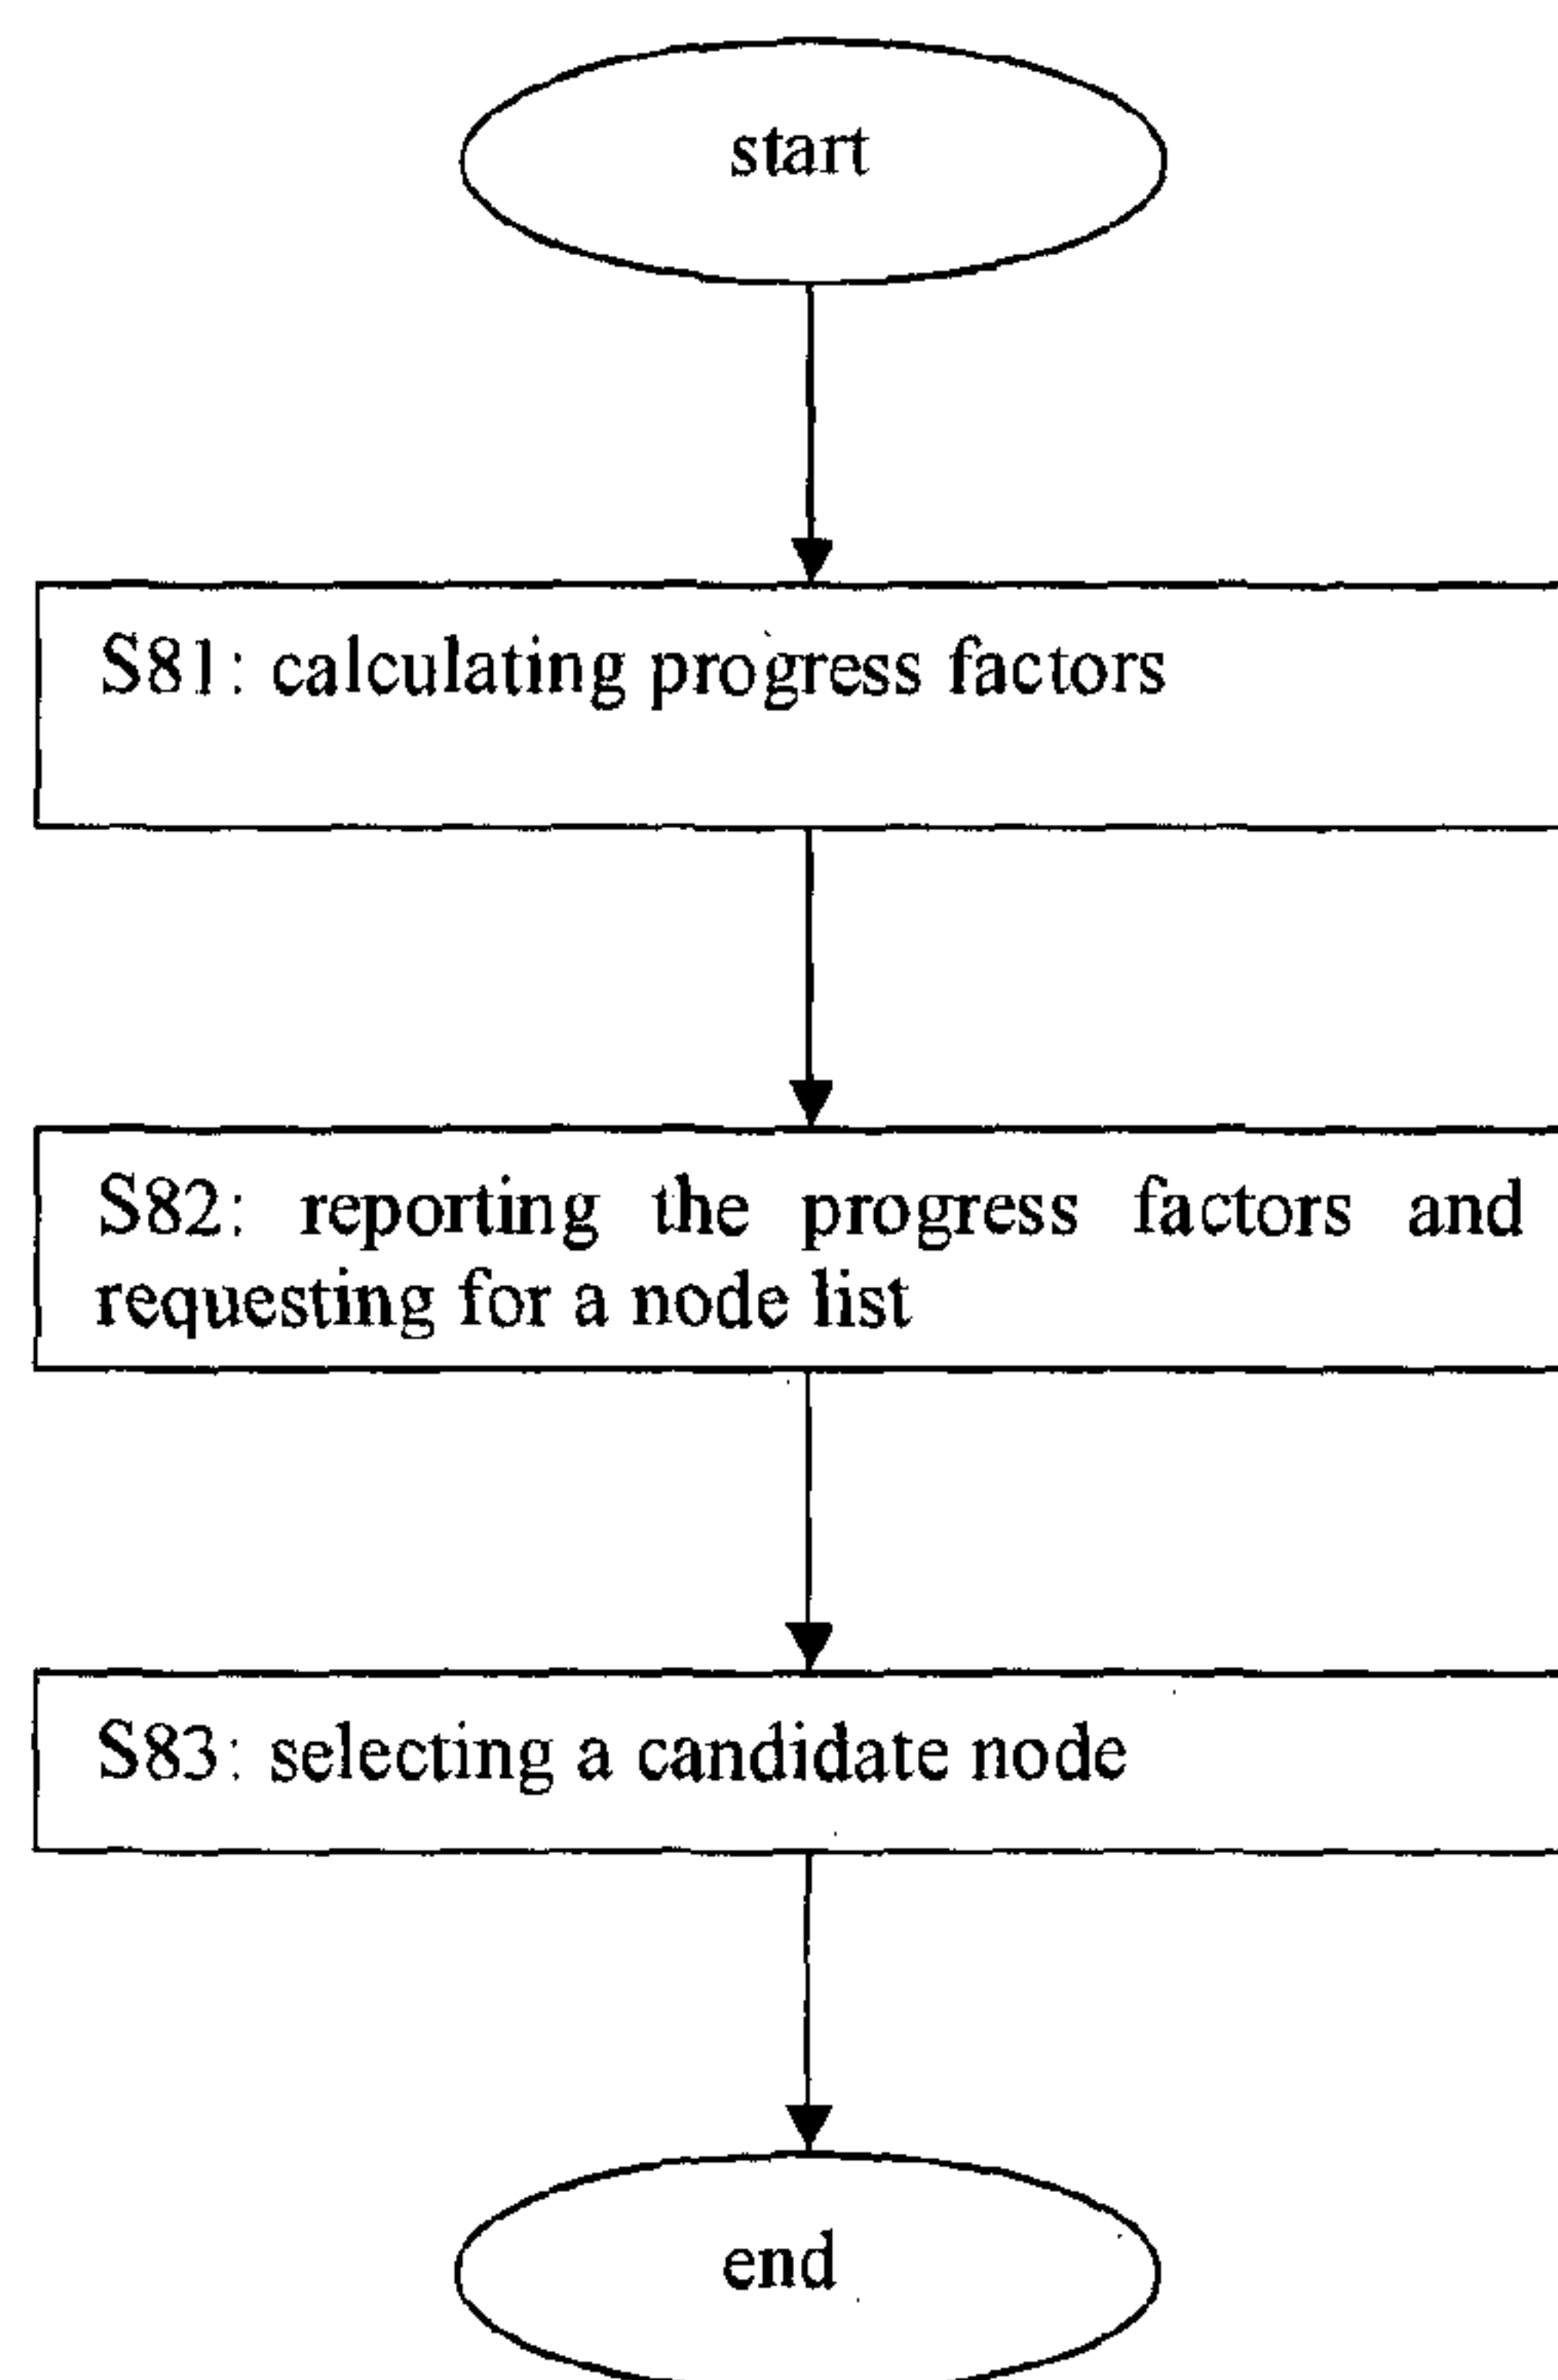 start
S81: calculating progress factors
S82: reporting the progress factors and
requesting for a node list
S83: selecting a candidate node
end